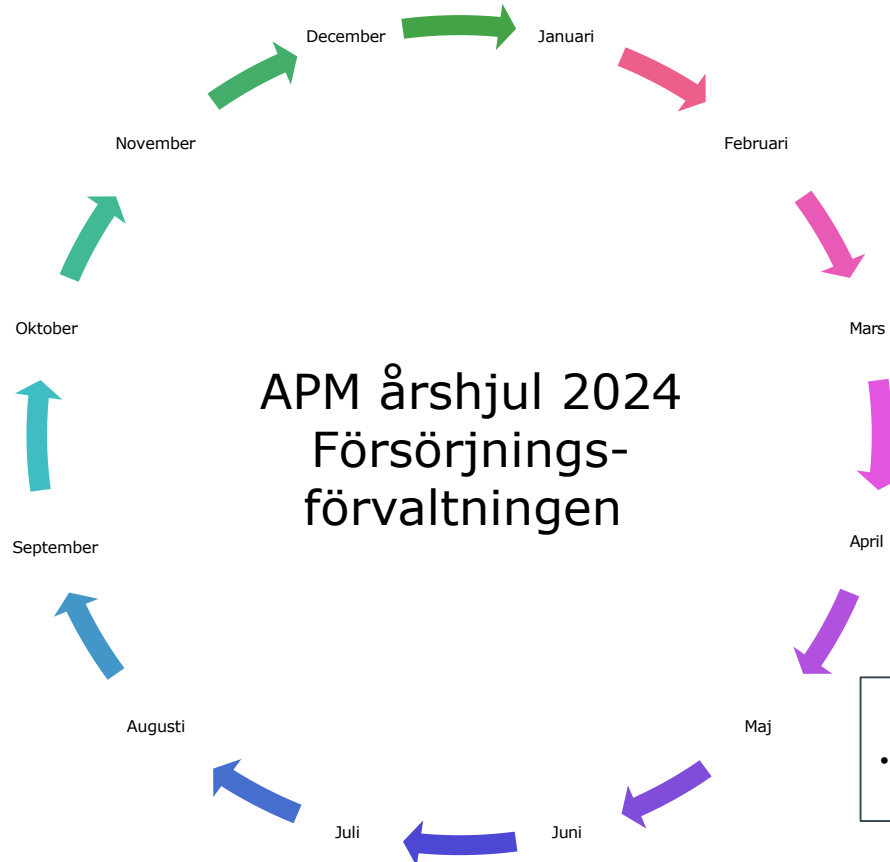 December
Januari
November
Februari
Oktober
Mars
APM årshjul 2024
Försörjnings-
förvaltningen
September
April
Augusti
Maj
Juli
Juni
•